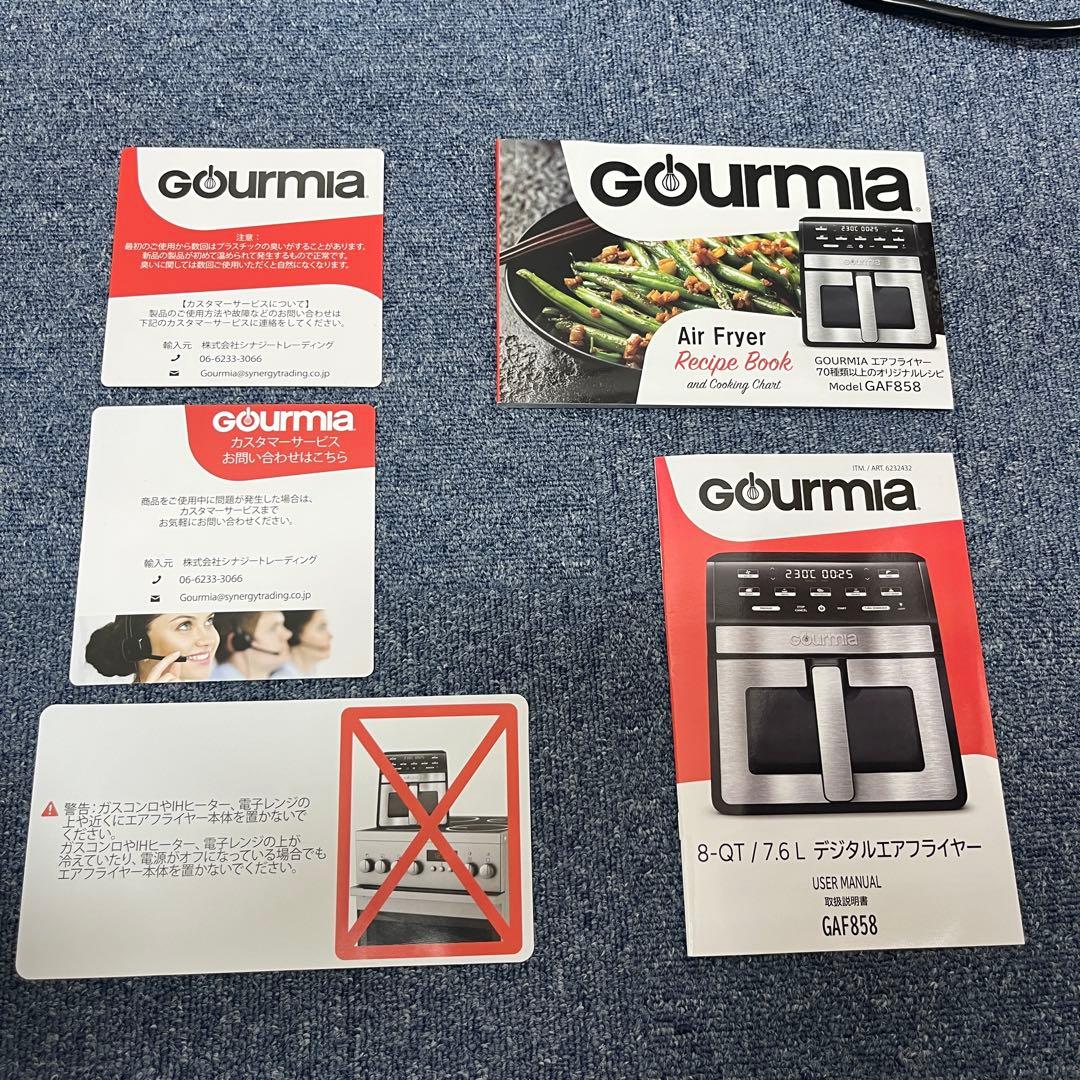 Gourmia
注意：
最初のご使用から数回はプラスチックの臭いがすることがあります。
新品の製品が初めて温められて発生するもので正常です。
臭いに関しては数回ご使用いただくと自然になくなります。
【カスタマーサービスについて】
製品のご使用方法や故障などのお問い合わせは
下記のカスタマーサービスに連絡をしてください。
輸入元 株式会社シナジートレーディング
06-6233-3066
Gourmia@synergytrading.co.jp
Gourmia
230C 0025
Gourmia
Air Fryer
Recipe Book
and Cooking Chart
GOURMIA エアフライヤー
70種類以上のオリジナルレシピ
Model GAF858
Gourmia
カスタマーサービス
お問い合わせはこちら
商品をご使用中に問題が発生した場合は、
カスタマーサービスまで
お気軽にお問い合わせください。
輸入元 株式会社シナジートレーディング
06-6233-3066
Gourmia@synergytrading.co.jp
ITM. / ART. 6232432
Gourmia
230C 00:25
STOP
CANCEL
START
Gourmia
8-QT / 7.6 L デジタルエアフライヤー
USER MANUAL
取扱説明書
GAF858
警告：ガスコンロやIHヒーター、電子レンジの
上や近くにエアフライヤー本体を置かないで
ください。
ガスコンロやIHヒーター、電子レンジの上が
冷えていたり、電源がオフになっている場合でも
エアフライヤー本体を置かないでください。